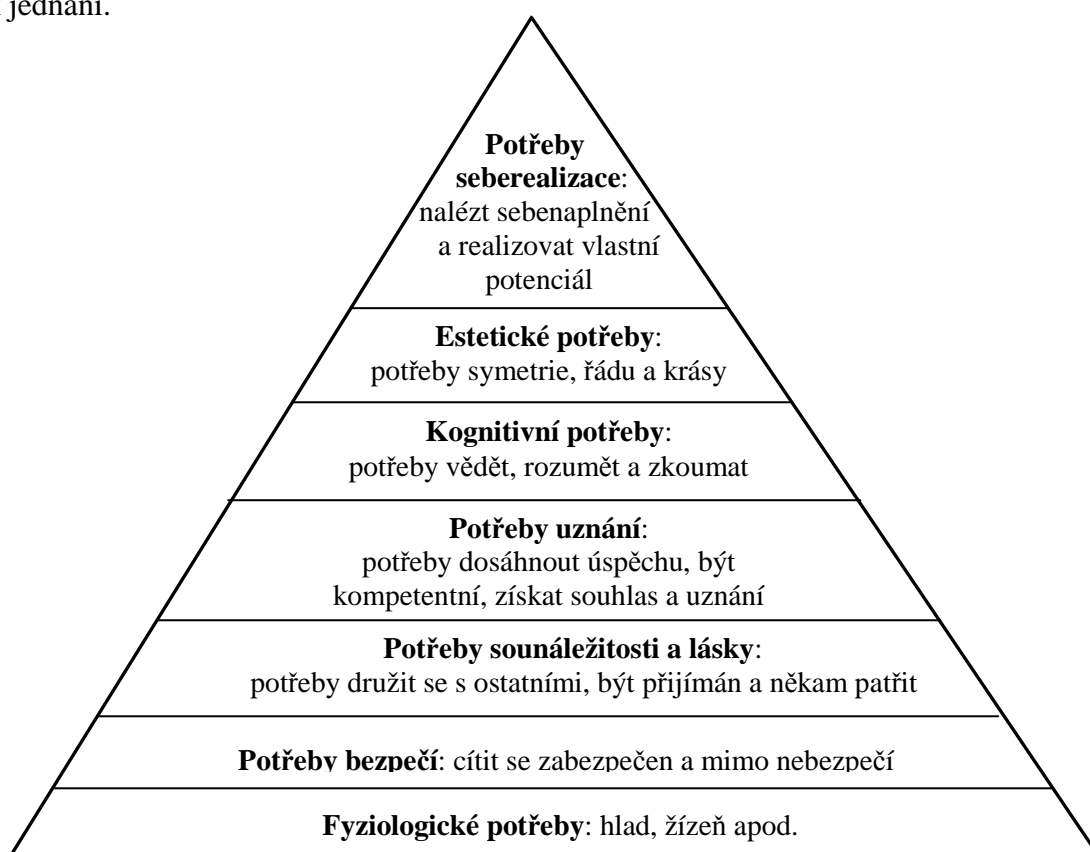 jednání.
Potřeby
seberealizace:
nalézt sebenaplnění
a realizovat vlastní
potenciál
Estetické potřeby:
potřeby symetrie, řádu a krásy
Kognitivní potřeby:
potřeby vědět, rozumět a zkoumat
Potřeby uznání:
potřeby dosáhnout úspěchu, být
kompetentní, získat souhlas a uznání
Potřeby sounáležitosti a lásky:
potřeby družit se s ostatními, být přijímán a někam patřit
Potřeby bezpečí: cítit se zabezpečen a mimo nebezpečí
Fyziologické potřeby: hlad, žízeň apod.